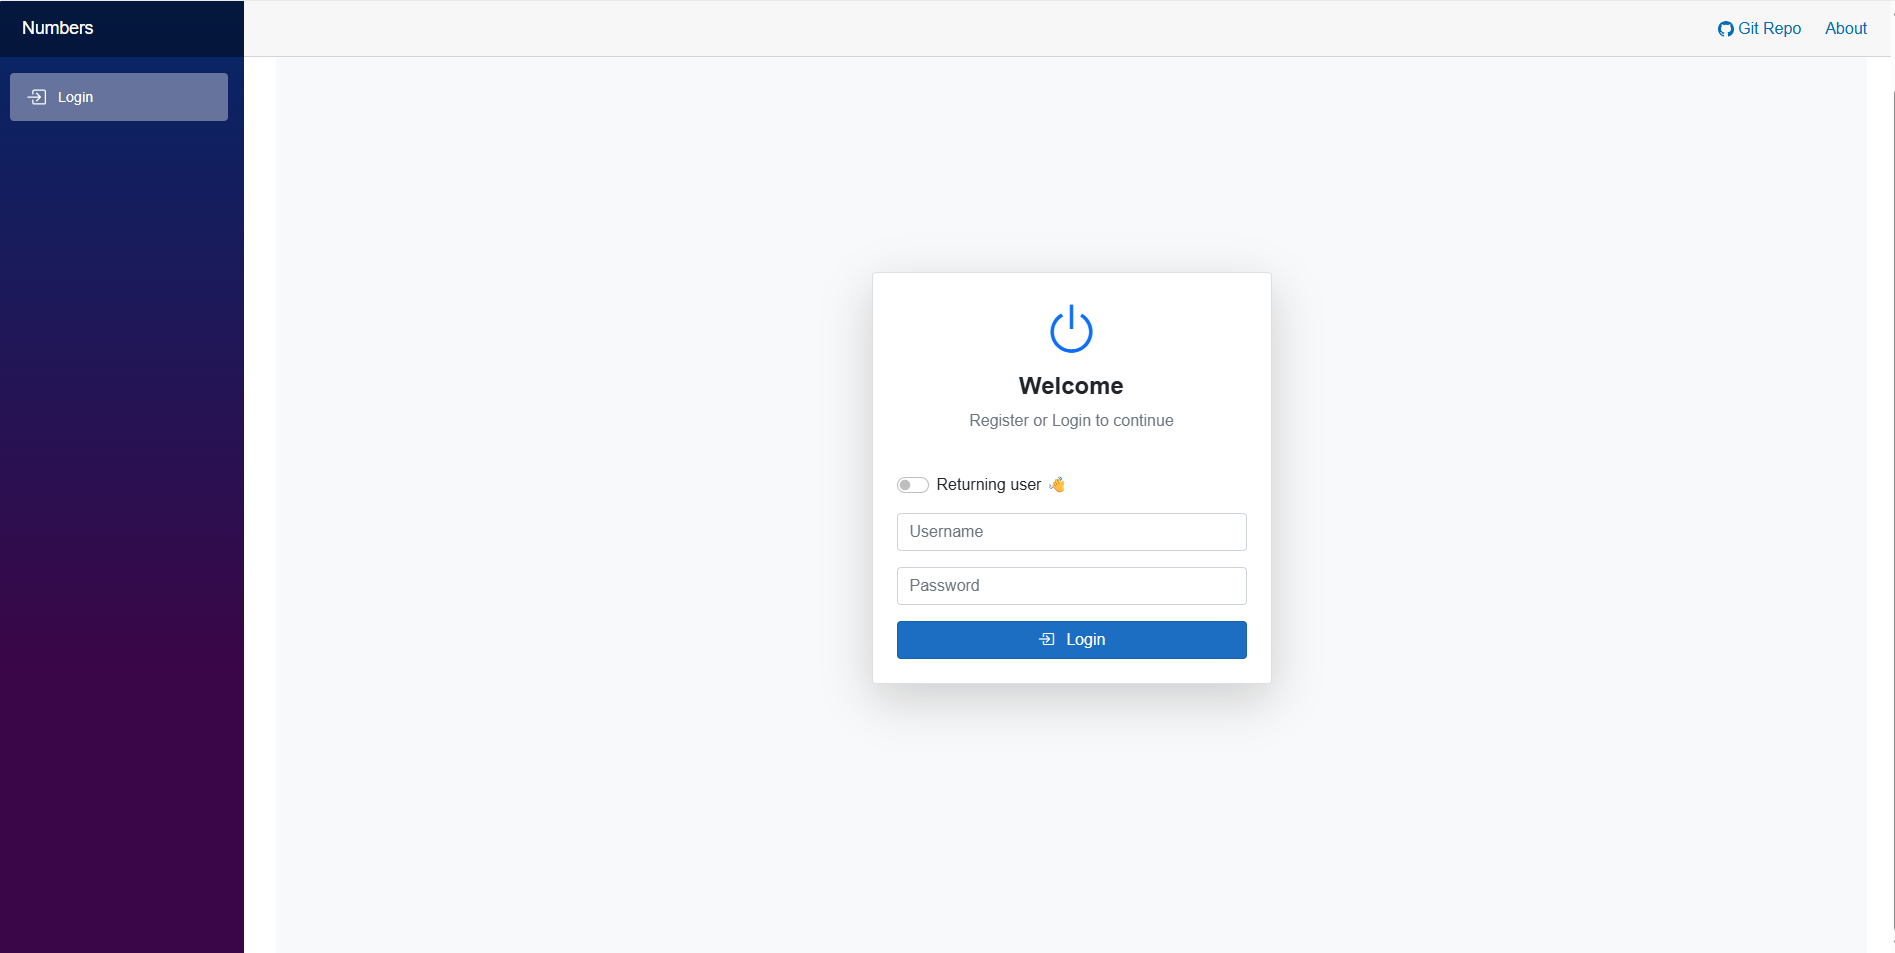 Numbers
Git Repo
About
Login
Welcome
Register or Login to continue
Returning user 👋
Username
Password
Login